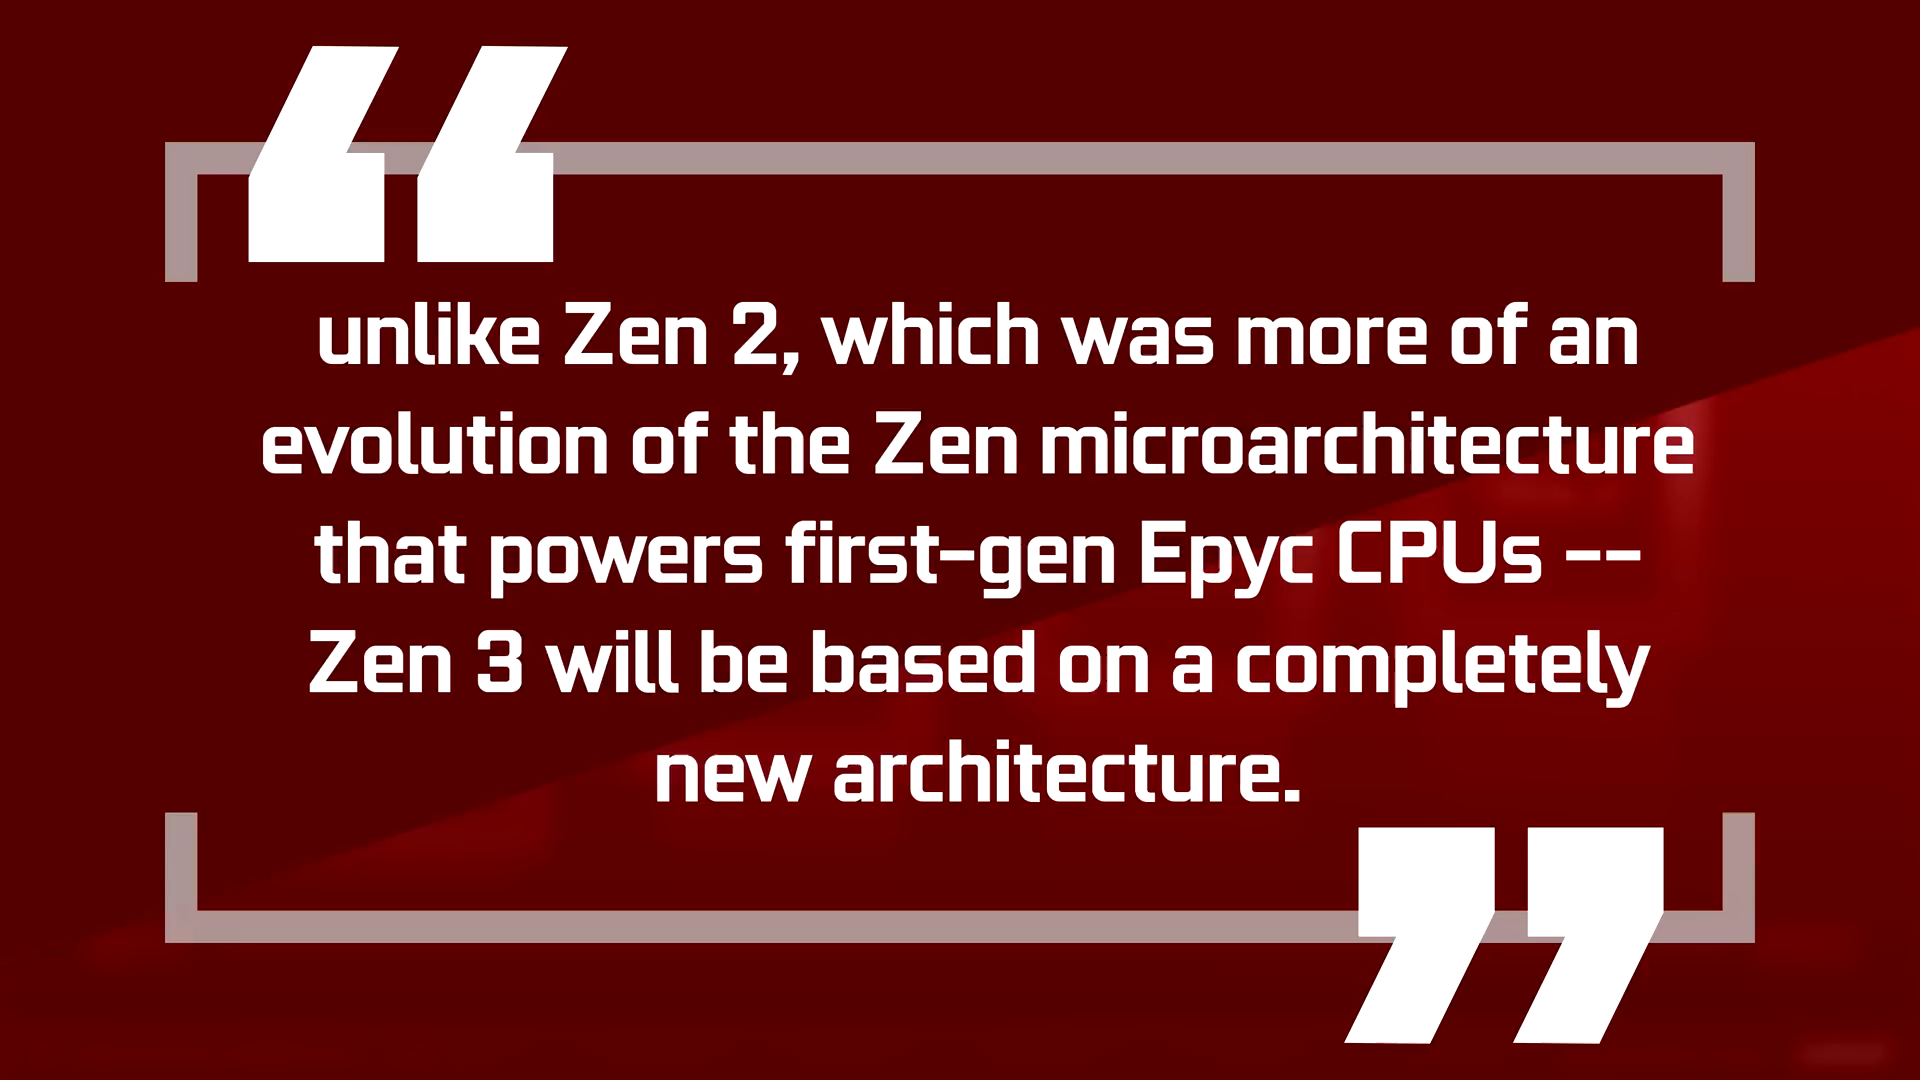 “
unlike Zen 2, which was more of an
evolution of the Zen microarchitecture
that powers first-gen Epyc CPUs --
Zen 3 will be based on a completely
new architecture.
”